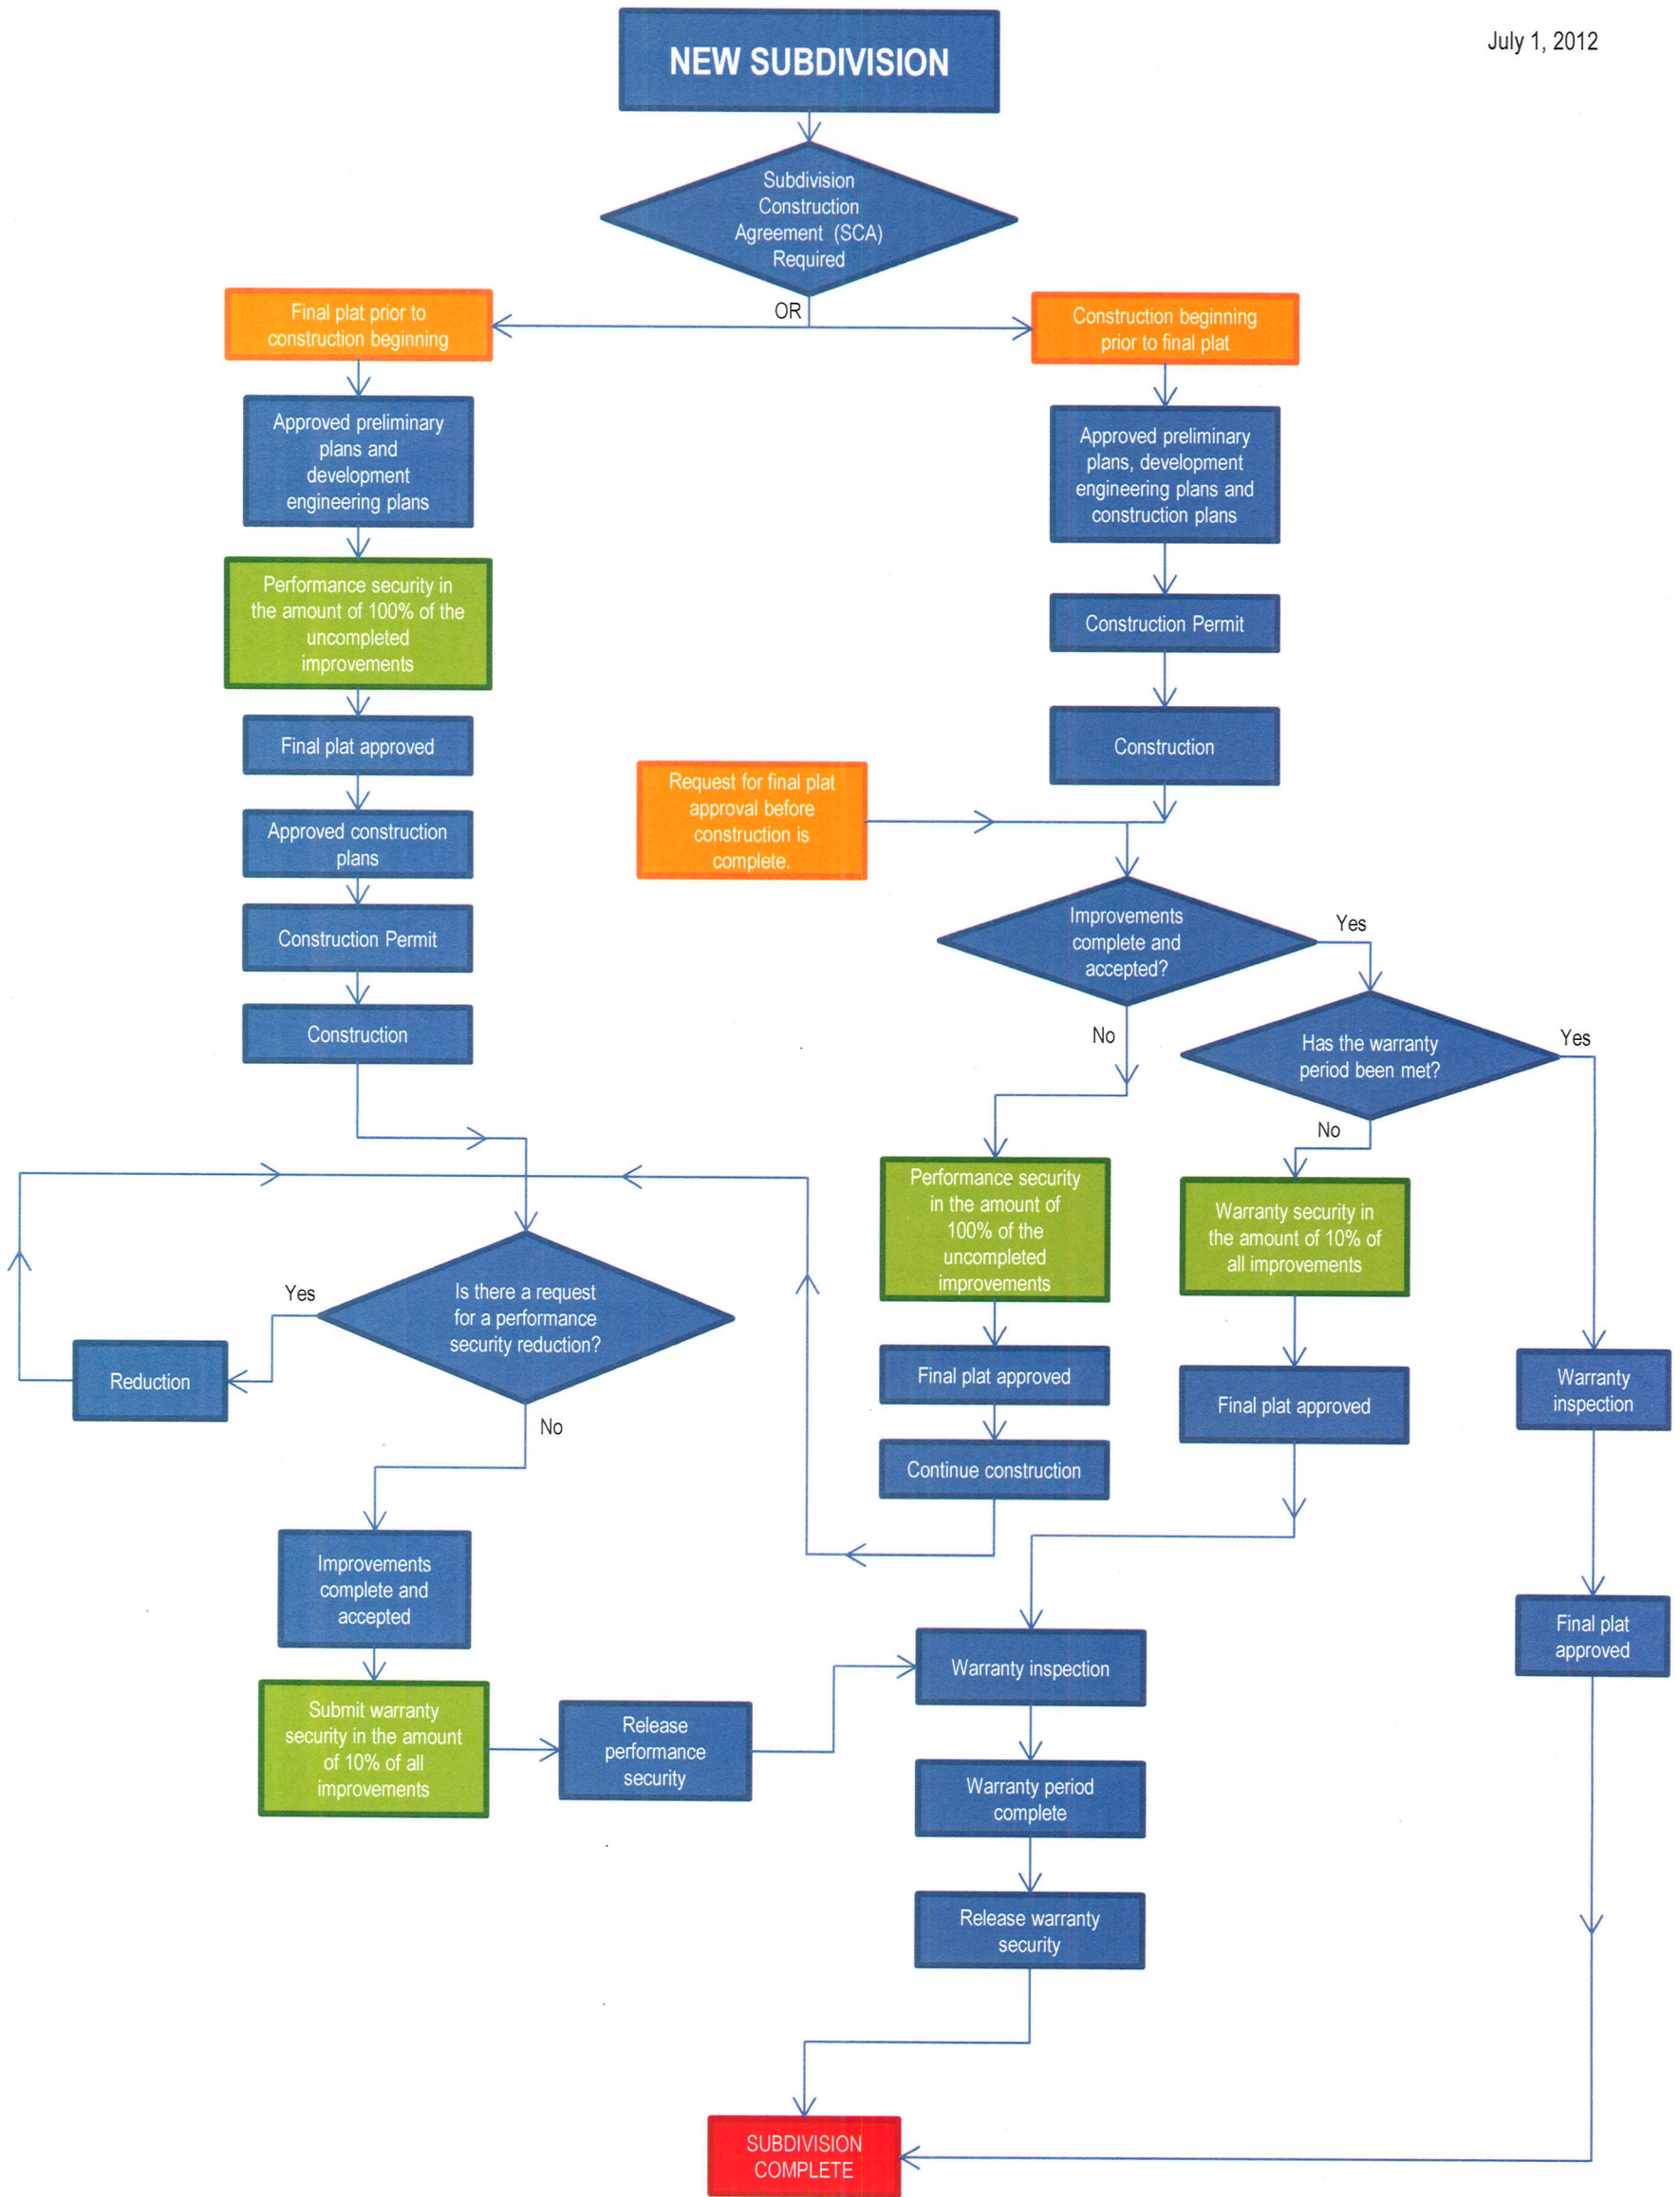 July 1, 2012
NEW SUBDIVISION
Subdivision
Construction
Agreement (SCA)
Required
OR
Final plat prior to
construction beginning
Construction beginning
prior to final plat
Approved preliminary
plans and
development
engineering plans
Approved preliminary
plans, development
engineering plans and
construction plans
Performance security in
the amount of 100% of the
uncompleted
improvements
Construction Permit
Final plat approved
Construction
Request for final plat
approval before
construction is
complete.
Approved construction
plans
Construction Permit
Improvements
complete and
accepted?
Yes
No
Construction
Has the warranty
period been met?
Yes
No
Performance security
in the amount of
100% of the
uncompleted
improvements
Warranty security in
the amount of 10% of
all improvements
Is there a request
for a performance
security reduction?
Yes
Reduction
No
Final plat approved
Final plat approved
Warranty
inspection
Continue construction
Improvements
complete and
accepted
Final plat
approved
Warranty inspection
Submit warranty
security in the amount
of 10% of all
improvements
Release
performance
security
Warranty period
complete
Release warranty
security
SUBDIVISION
COMPLETE